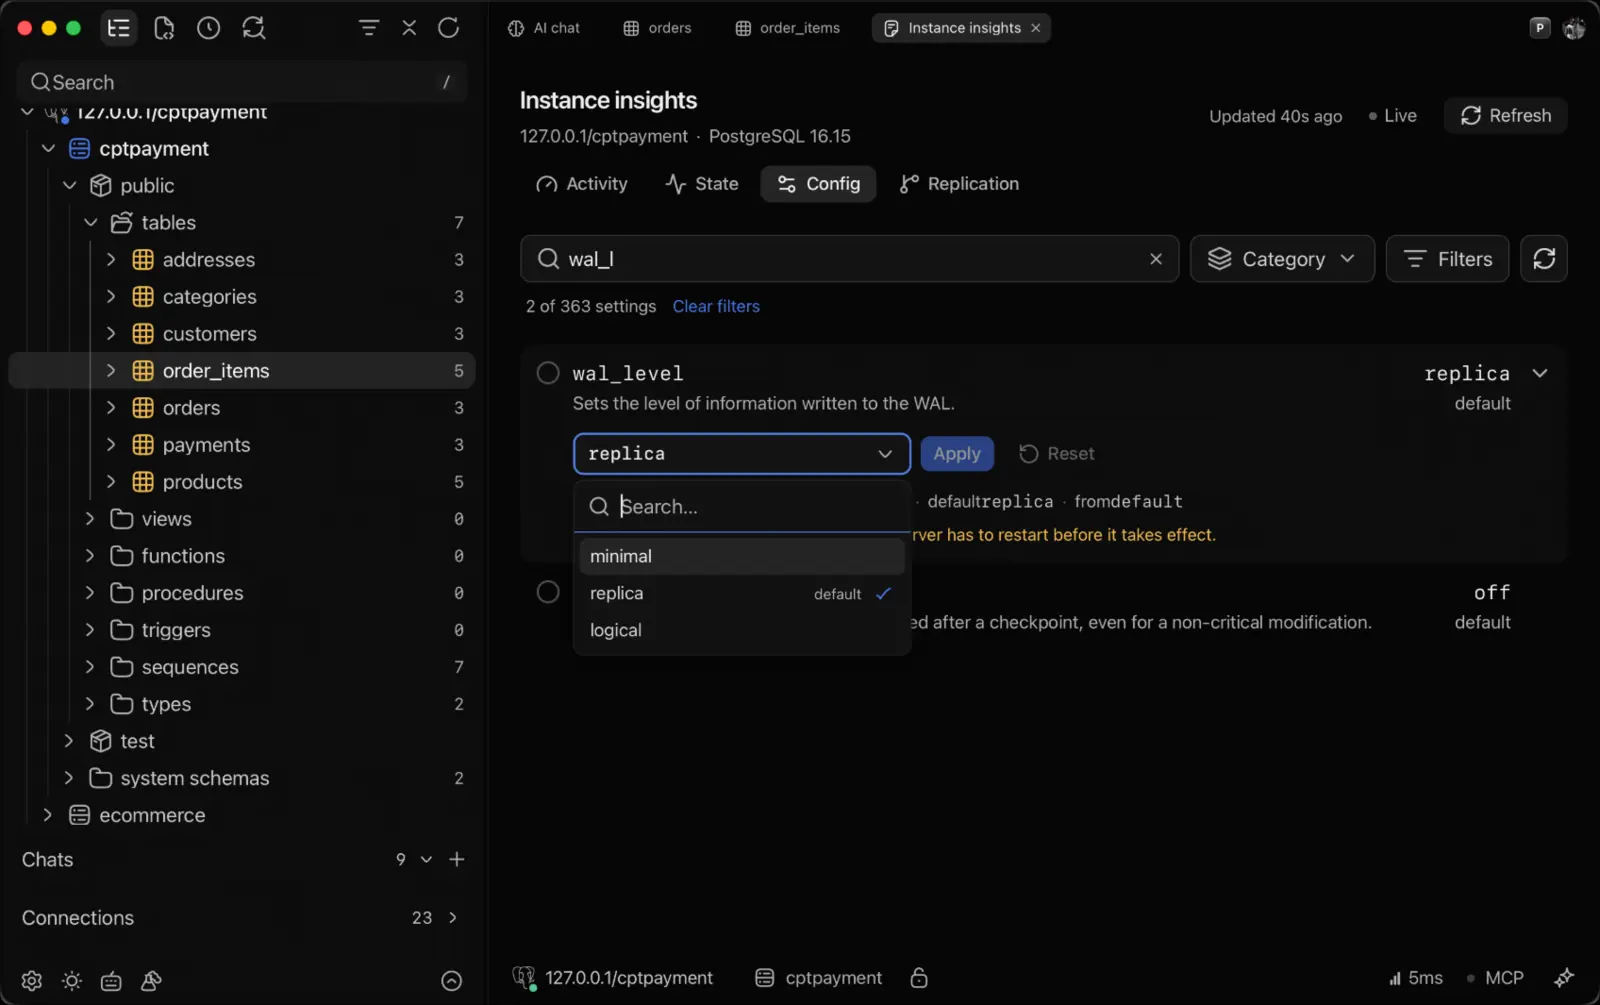 Search /
127.0.0.1/cptpayment
cptpayment
public
tables 7
addresses 3
categories 3
customers 3
order_items 5
orders 3
payments 3
products 5
views 0
functions 0
procedures 0
triggers 0
sequences 7
types 2
test
system schemas 2
ecommerce
Chats 9
Connections 23
AI chat orders order_items Instance insights P
Instance insights
127.0.0.1/cptpayment · PostgreSQL 16.15
Updated 40s ago Live Refresh
Activity State Config Replication
wal_l Category Filters
2 of 363 settings Clear filters
wal_level replica
Sets the level of information written to the WAL. default
replica Apply Reset
Search... · defaultreplica · fromdefault
rver has to restart before it takes effect.
minimal
replica default off
logical ed after a checkpoint, even for a non-critical modification. default
127.0.0.1/cptpayment cptpayment 5ms MCP